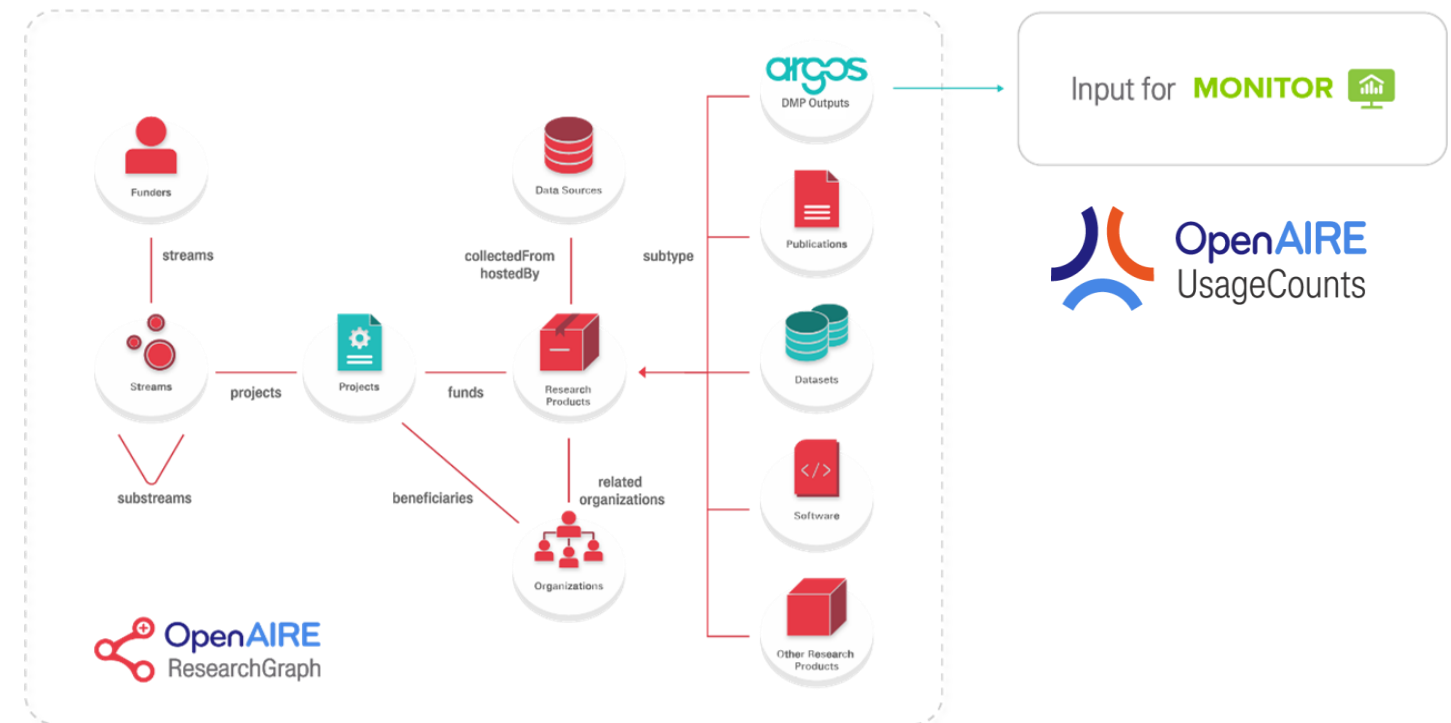 argos
DMP Outputs
Input for MONITOR
Funders
Data Sources
Publications
streams
collectedFrom
hostedBy
subtype
OpenAIRE
UsageCounts
Streams
projects
Projects
funds
Research
Products
Datasets
substreams
beneficiaries
related
organizations
</>
Software
Organizations
OpenAIRE
ResearchGraph
Other Research
Products